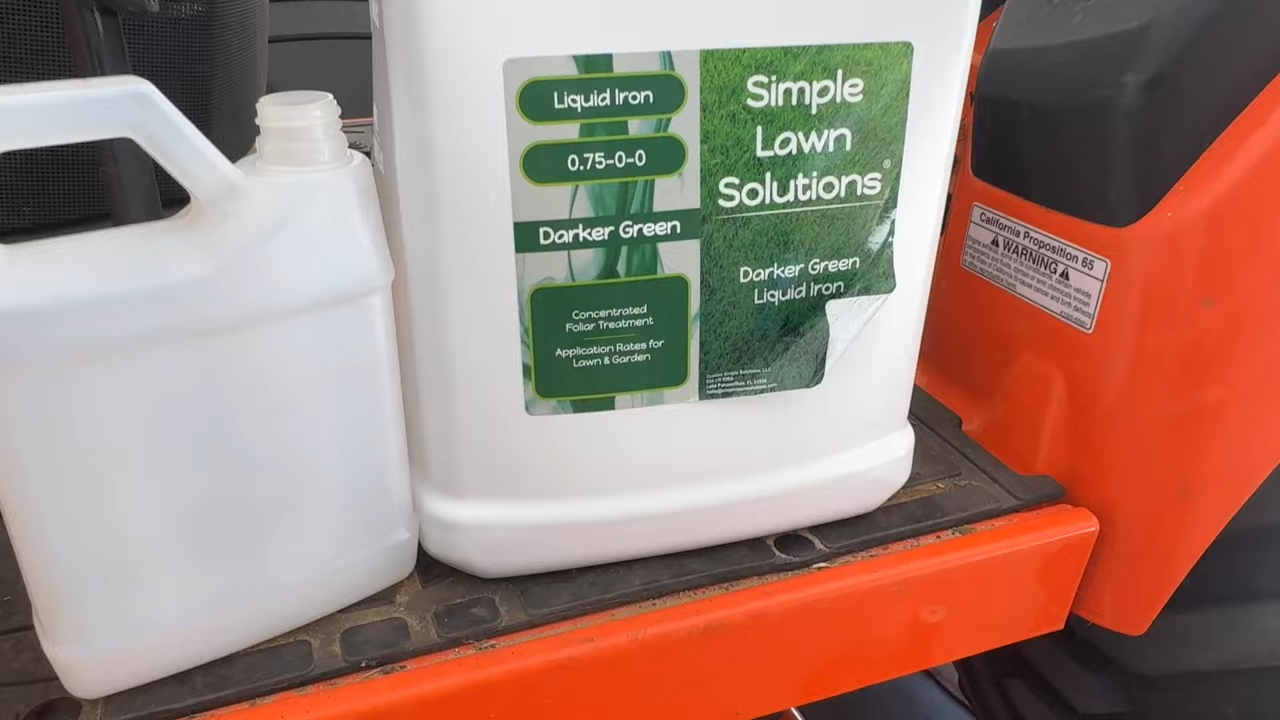 Liquid Iron
0.75-0-0
Darker Green
Concentrated
Foliar Treatment
Application Rates for
Lawn & Garden
Simple
Lawn
Solutions®
Darker Green
Liquid Iron
California Proposition 65
WARNING